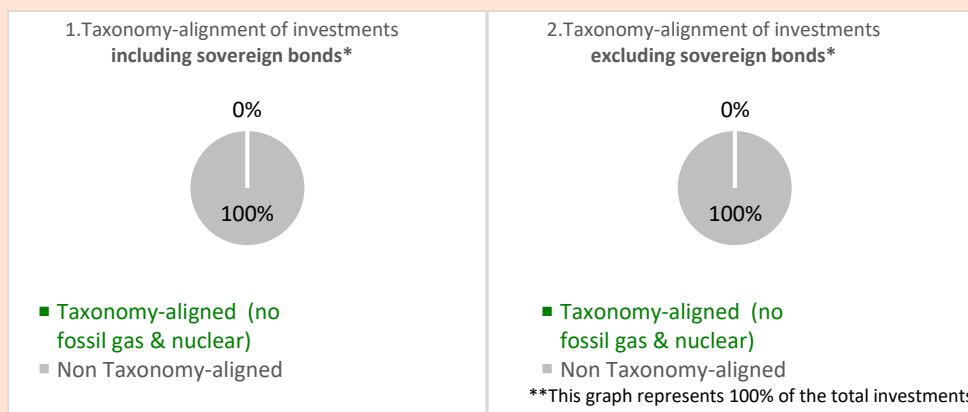 1.Taxonomy-alignment of investments
including sovereign bonds*
0%
100%
■ Taxonomy-aligned (no
fossil gas & nuclear)
■ Non Taxonomy-aligned
2.Taxonomy-alignment of investments
excluding sovereign bonds*
0%
100%
■ Taxonomy-aligned (no
fossil gas & nuclear)
■ Non Taxonomy-aligned
**This graph represents 100% of the total investments